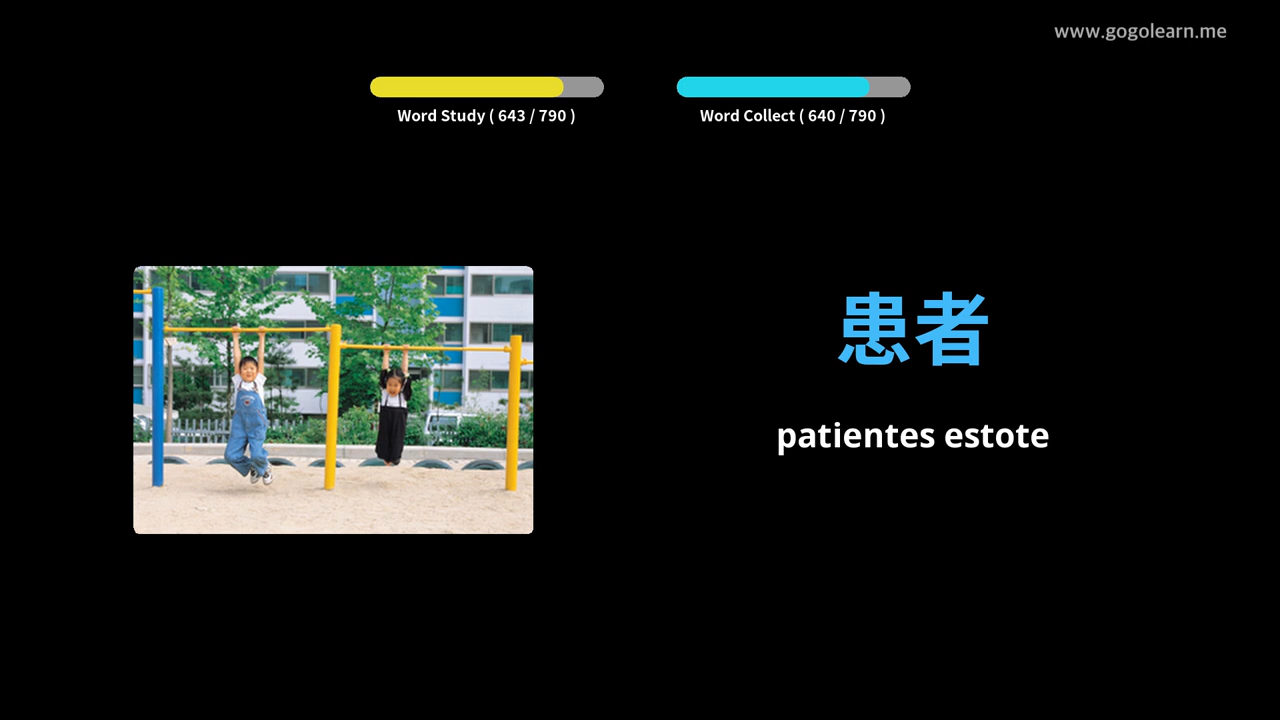 www.gogolearn.me
Word Study ( 643 / 790 )
Word Collect ( 640 / 790 )
患者
patientes estote